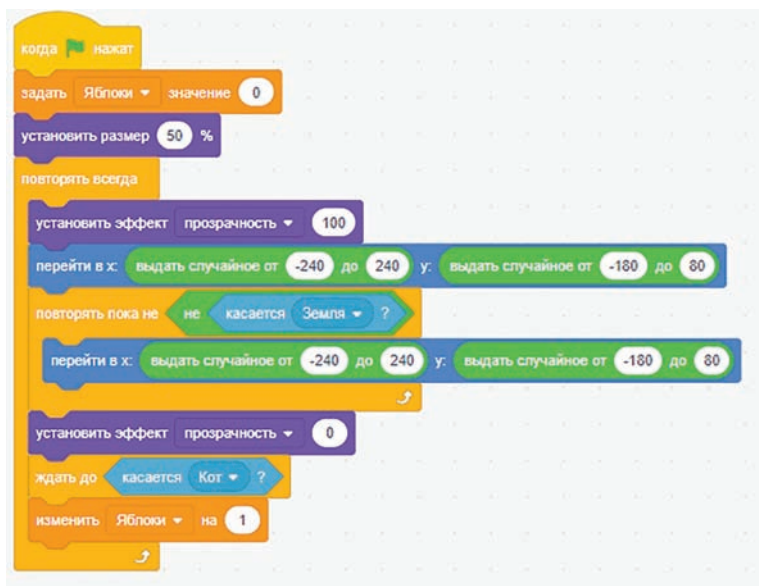 когда нажат
задать Яблоки значение 0
установить размер 50 %
повторять всегда
установить эффект прозрачность 100
перейти в x: выдать случайное от -240 до 240 y: выдать случайное от -180 до 80
повторять пока не не касается Земля ?
перейти в x: выдать случайное от -240 до 240 y: выдать случайное от -180 до 80
установить эффект прозрачность 0
ждать до касается Кот ?
изменить Яблоки на 1